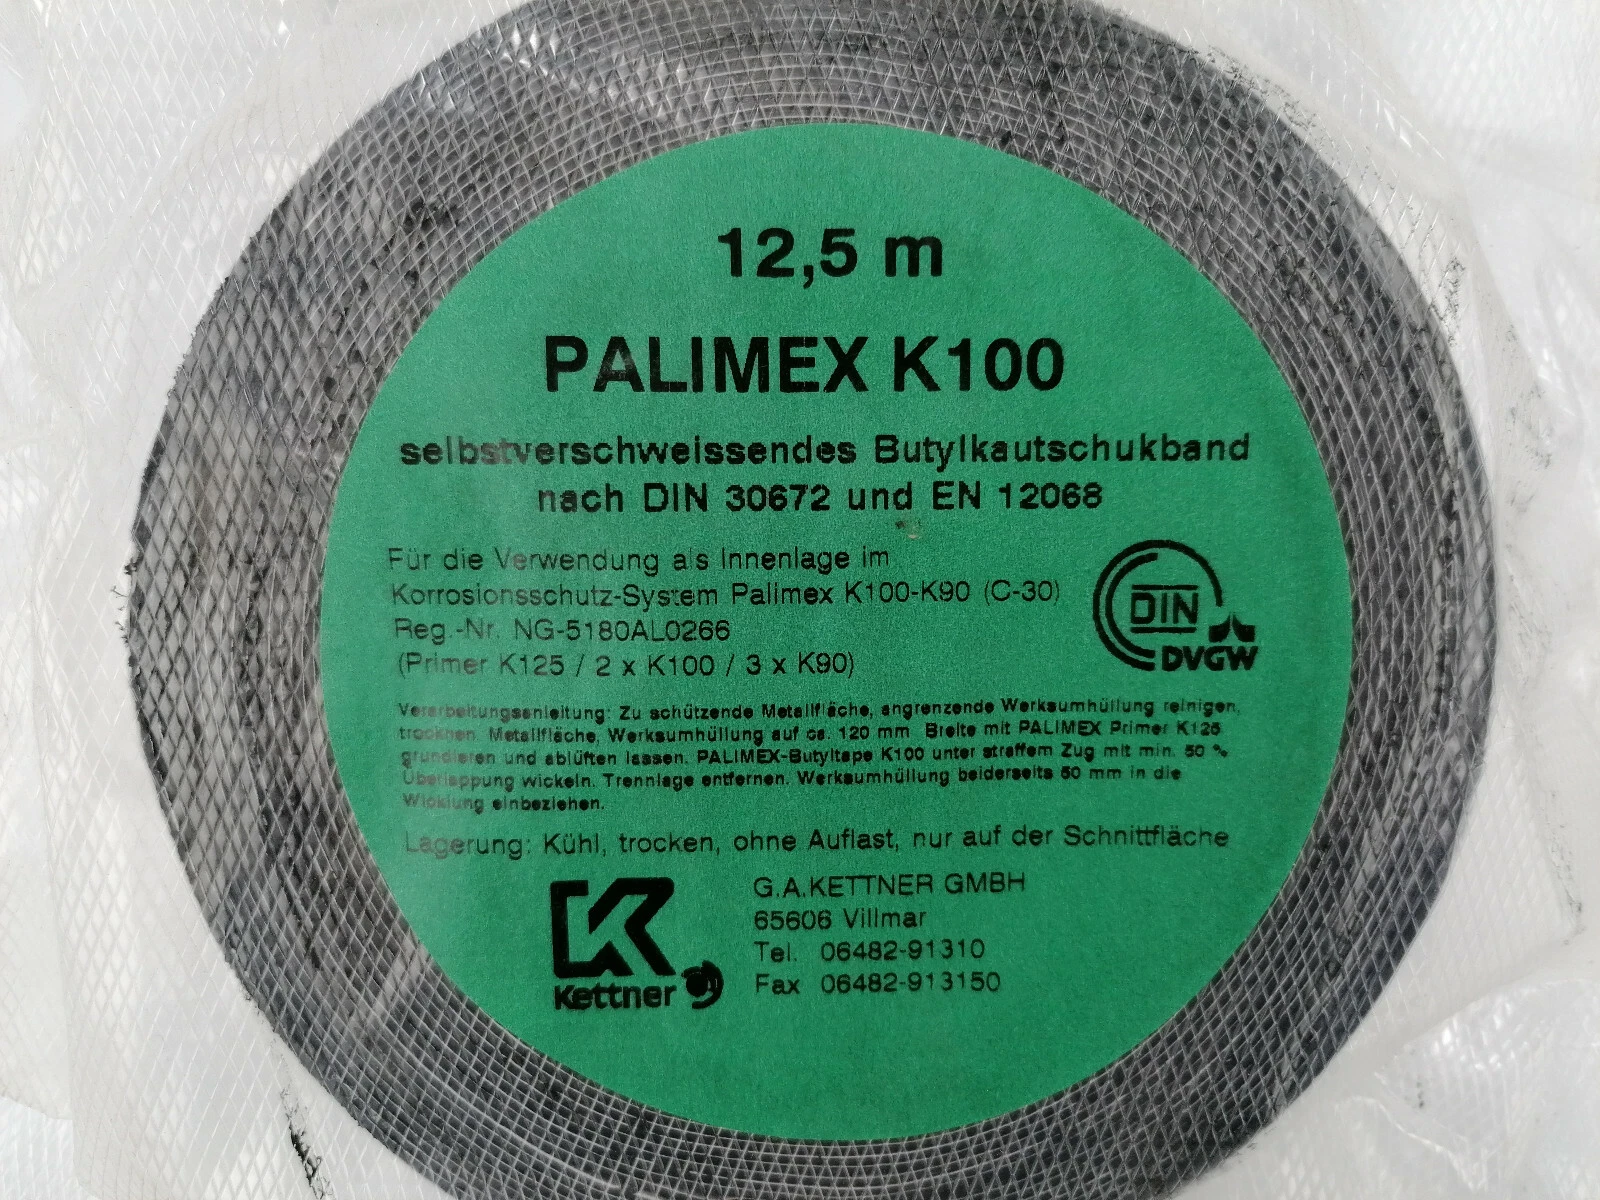 12,5 m
PALIMEX K100
selbstverschweissendes Butylkautschukband
nach DIN 30672 und EN 12068
Für die Verwendung als Innenlage im
Korrosionsschutz-System Palimex K100-K90 (C-30)
Reg.-Nr. NG-5180AL0266
(Primer K125 / 2 x K100 / 3 x K90)
DIN
DVGW
Verarbeitungsanleitung: Zu schützende Metallfläche, angrenzende Werksumhüllung reinigen,
trocknen. Metallfläche, Werksumhüllung auf ca. 120 mm Breite mit PALIMEX Primer K125
grundieren und ablüften lassen. PALIMEX-Butyltape K100 unter straffem Zug mit min. 50 %
Überlappung wickeln. Trennlage entfernen. Werksumhüllung beiderseits 50 mm in die
Wicklung einbeziehen.
Lagerung: Kühl, trocken, ohne Auflast, nur auf der Schnittfläche
Kettner
G.A.KETTNER GMBH
65606 Villmar
Tel. 06482-91310
Fax 06482-913150